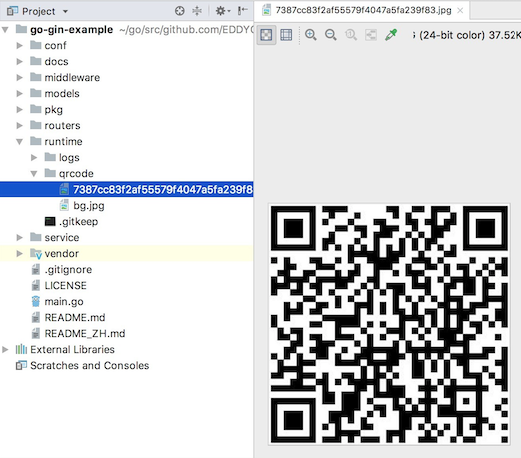 Project
go-gin-example ~/go/src/github.com/EDDYC
conf
docs
middleware
models
pkg
routers
runtime
logs
qrcode
7387cc83f2af55579f4047a5fa239f8
bg.jpg
.gitkeep
service
vendor
.gitignore
LICENSE
main.go
README.md
README_ZH.md
External Libraries
Scratches and Consoles
7387cc83f2af55579f4047a5fa239f83.jpg
1:1
(24-bit color) 37.52K